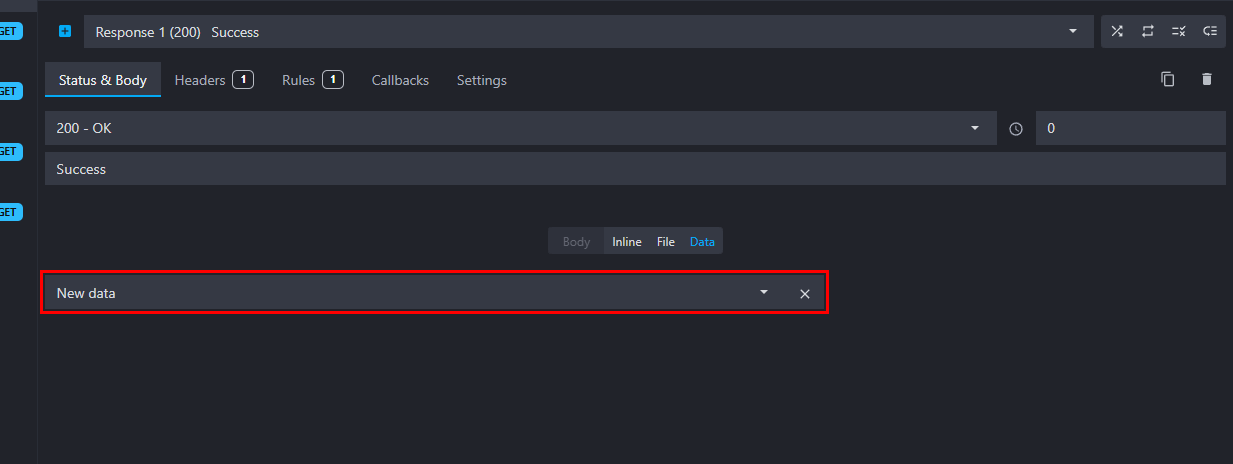 GET
Response 1 (200) Success
GET
Status & Body Headers 1 Rules 1 Callbacks Settings
200 - OK 0
GET
Success
GET
Body Inline File Data
New data